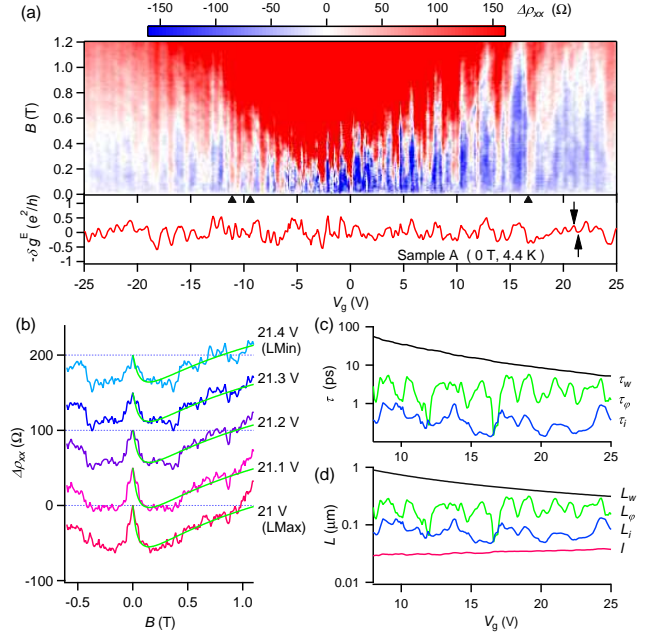 (a)
-150 -100 -50 0 50 100 150 Δρxx (Ω)
1.2
1.0
0.8
0.6
0.4
0.2
0.0
B (T)
1
0.5
0
-0.5
-1
-δg^E (e²/h)
Sample A ( 0 T, 4.4 K )
-25 -20 -15 -10 -5 0 5 10 15 20 25
Vg (V)
(b)
200
100
0
-100
Δρxx (Ω)
21.4 V
(LMin)
21.3 V
21.2 V
21.1 V
21 V
(LMax)
0.0 0.5 1.0
-0.5
B (T)
(c)
100
10
1
τ (ps)
τw
τφ
τi
10 15 20 25
(d)
1
0.1
0.01
L (μm)
Lw
Lφ
Li
l
10 15 20 25
Vg (V)